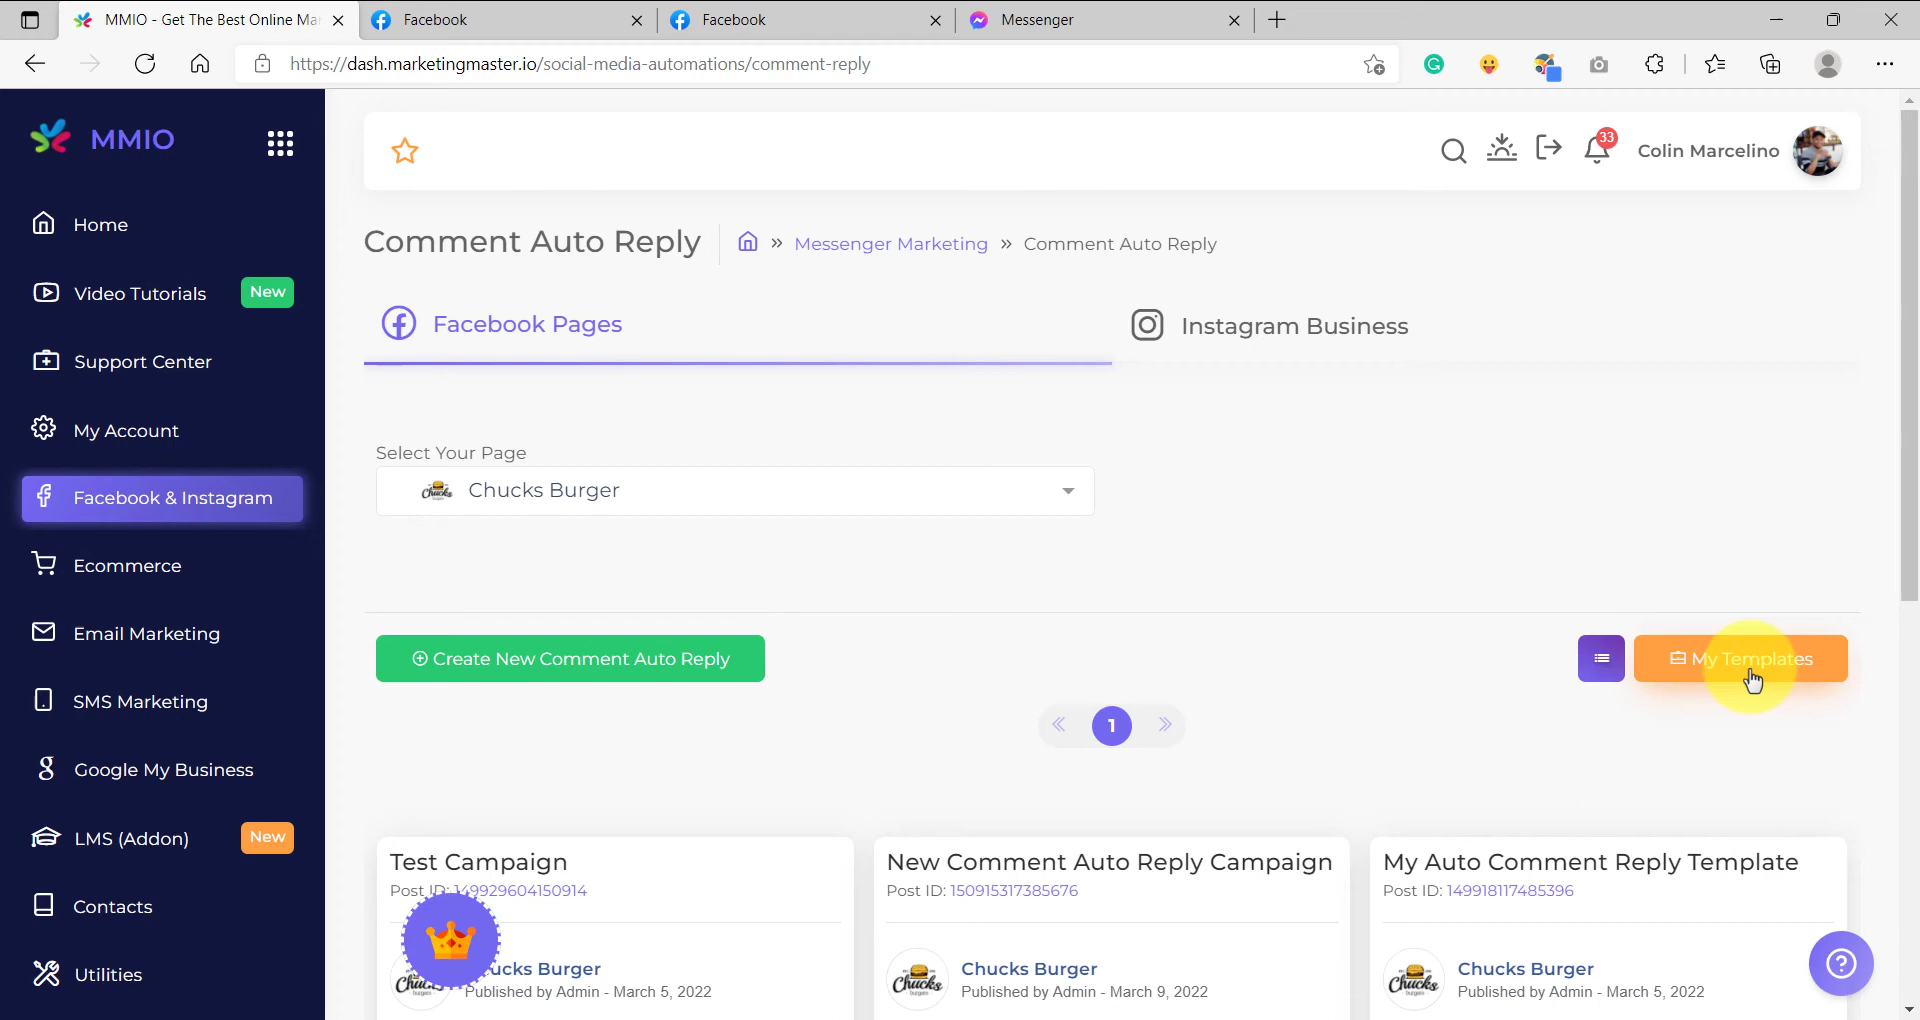 MMIO - Get The Best Online Ma
Facebook
Facebook
Messenger
https://dash.marketingmaster.io/social-media-automations/comment-reply
MMIO
33
Colin Marcelino
Home
Comment Auto Reply
» Messenger Marketing » Comment Auto Reply
Video Tutorials New
Facebook Pages
Instagram Business
Support Center
My Account
Select Your Page
Chucks Burger
Facebook & Instagram
Ecommerce
Email Marketing
Create New Comment Auto Reply
My Templates
SMS Marketing
« 1 »
Google My Business
LMS (Addon) New
Test Campaign
Post ID: 149929604150914
New Comment Auto Reply Campaign
Post ID: 150915317385676
My Auto Comment Reply Template
Post ID: 149918117485396
Contacts
Utilities
ucks Burger
Published by Admin - March 5, 2022
Chucks
Chucks Burger
Published by Admin - March 9, 2022
Chucks
Chucks Burger
Published by Admin - March 5, 2022